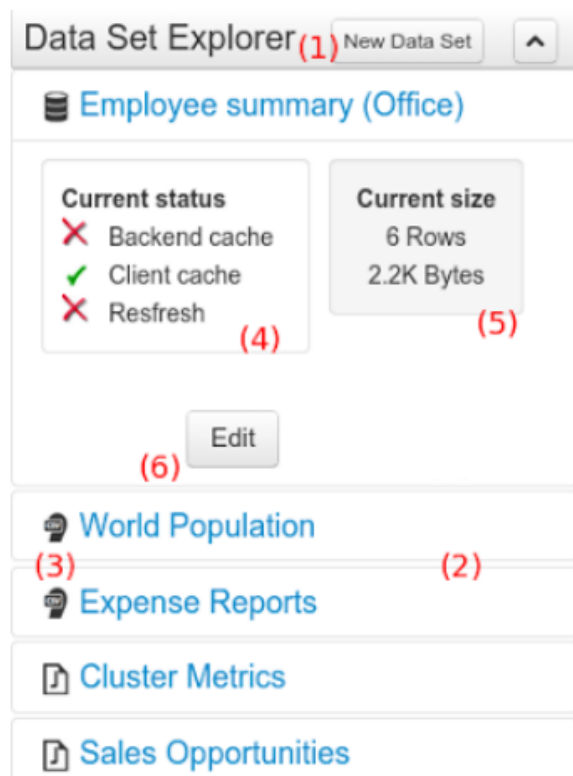 Data Set Explorer (1) New Data Set
Employee summary (Office)
Current status
Backend cache
Client cache
Resfresh
(4)
Current size
6 Rows
2.2K Bytes
(5)
Edit
(6)
World Population
(3) (2)
Expense Reports
Cluster Metrics
Sales Opportunities